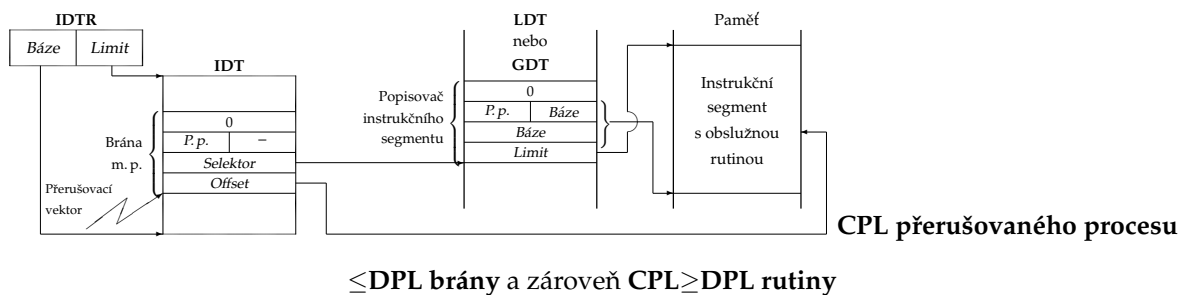 IDTR
Báze Limit
IDT
0
P. p. –
Selektor
Offset
Brána
m. p.
Přerušovací
vektor
LDT
nebo
GDT
0
P. p. Báze
Báze
Limit
Popisovač
instrukčního
segmentu
Paměť
Instrukční
segment
s obslužnou
rutinou
CPL přerušovaného procesu
≤DPL brány a zároveň CPL≥DPL rutiny